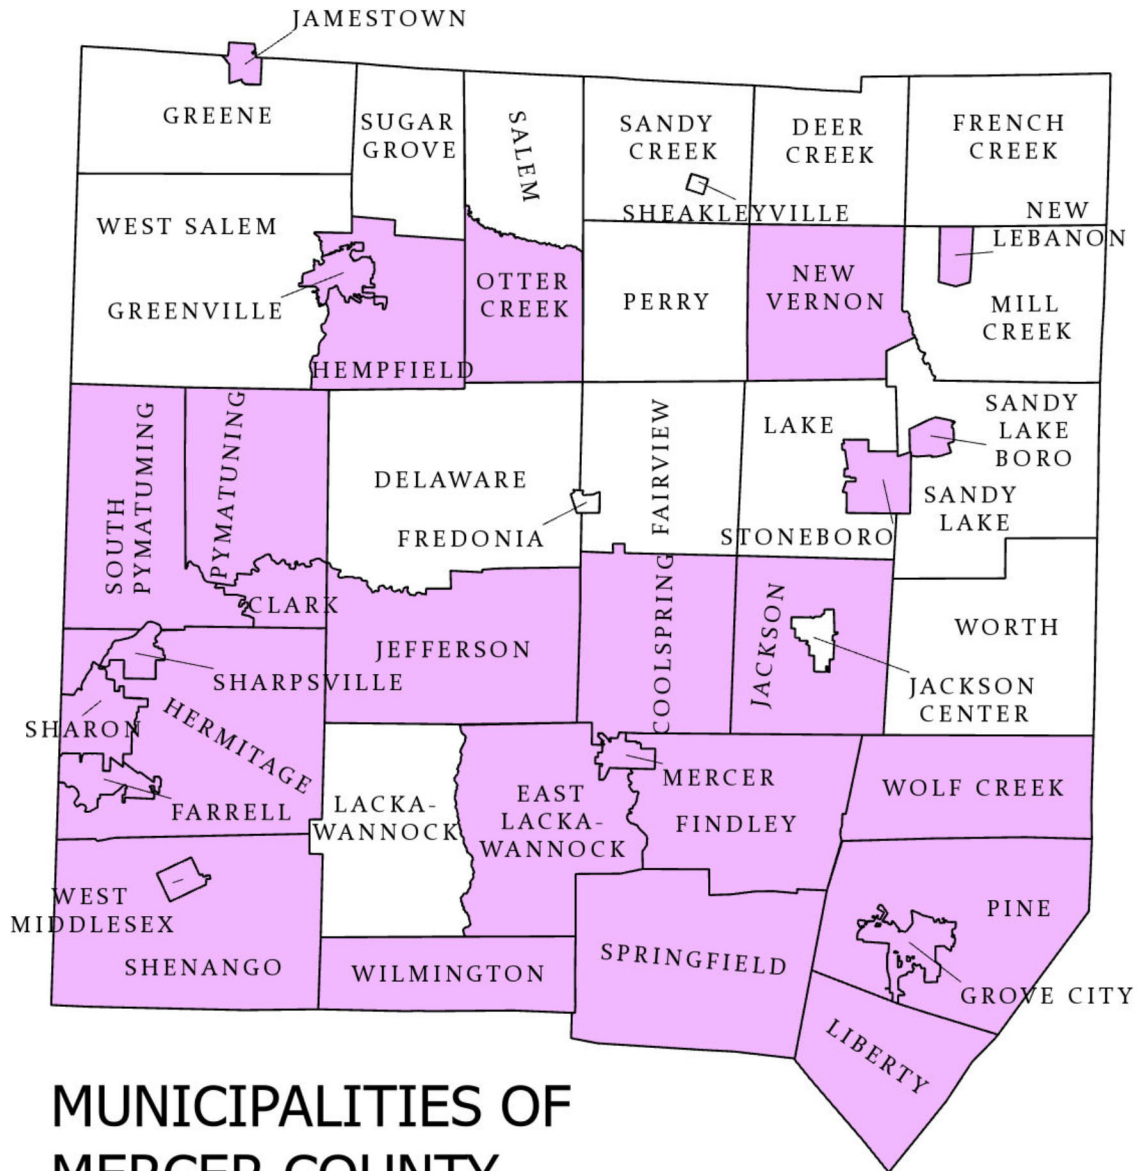 JAMESTOWN
GREENE
SUGAR
GROVE
SALEM
SANDY
CREEK
DEER
CREEK
FRENCH
CREEK
SHEAKLEYVILLE
NEW
LEBANON
WEST SALEM
GREENVILLE
HEMPFIELD
OTTER
CREEK
PERRY
NEW
VERNON
MILL
CREEK
SOUTH
PYMATUMING
PYMATUNING
DELAWARE
FREDONIA
FAIRVIEW
LAKE
STONEBORO
SANDY
LAKE
BORO
SANDY
LAKE
CLARK
JEFFERSON
COOLSPRING
JACKSON
WORTH
JACKSON
CENTER
SHARPSVILLE
SHARON
HERMITAGE
FARRELL
LACKA-
WANNOCK
EAST
LACKA-
WANNOCK
MERCER
FINDLEY
WOLF CREEK
WEST
MIDDLESEX
SHENANGO
WILMINGTON
SPRINGFIELD
PINE
GROVE CITY
LIBERTY
MUNICIPALITIES OF
MERCER COUNTY